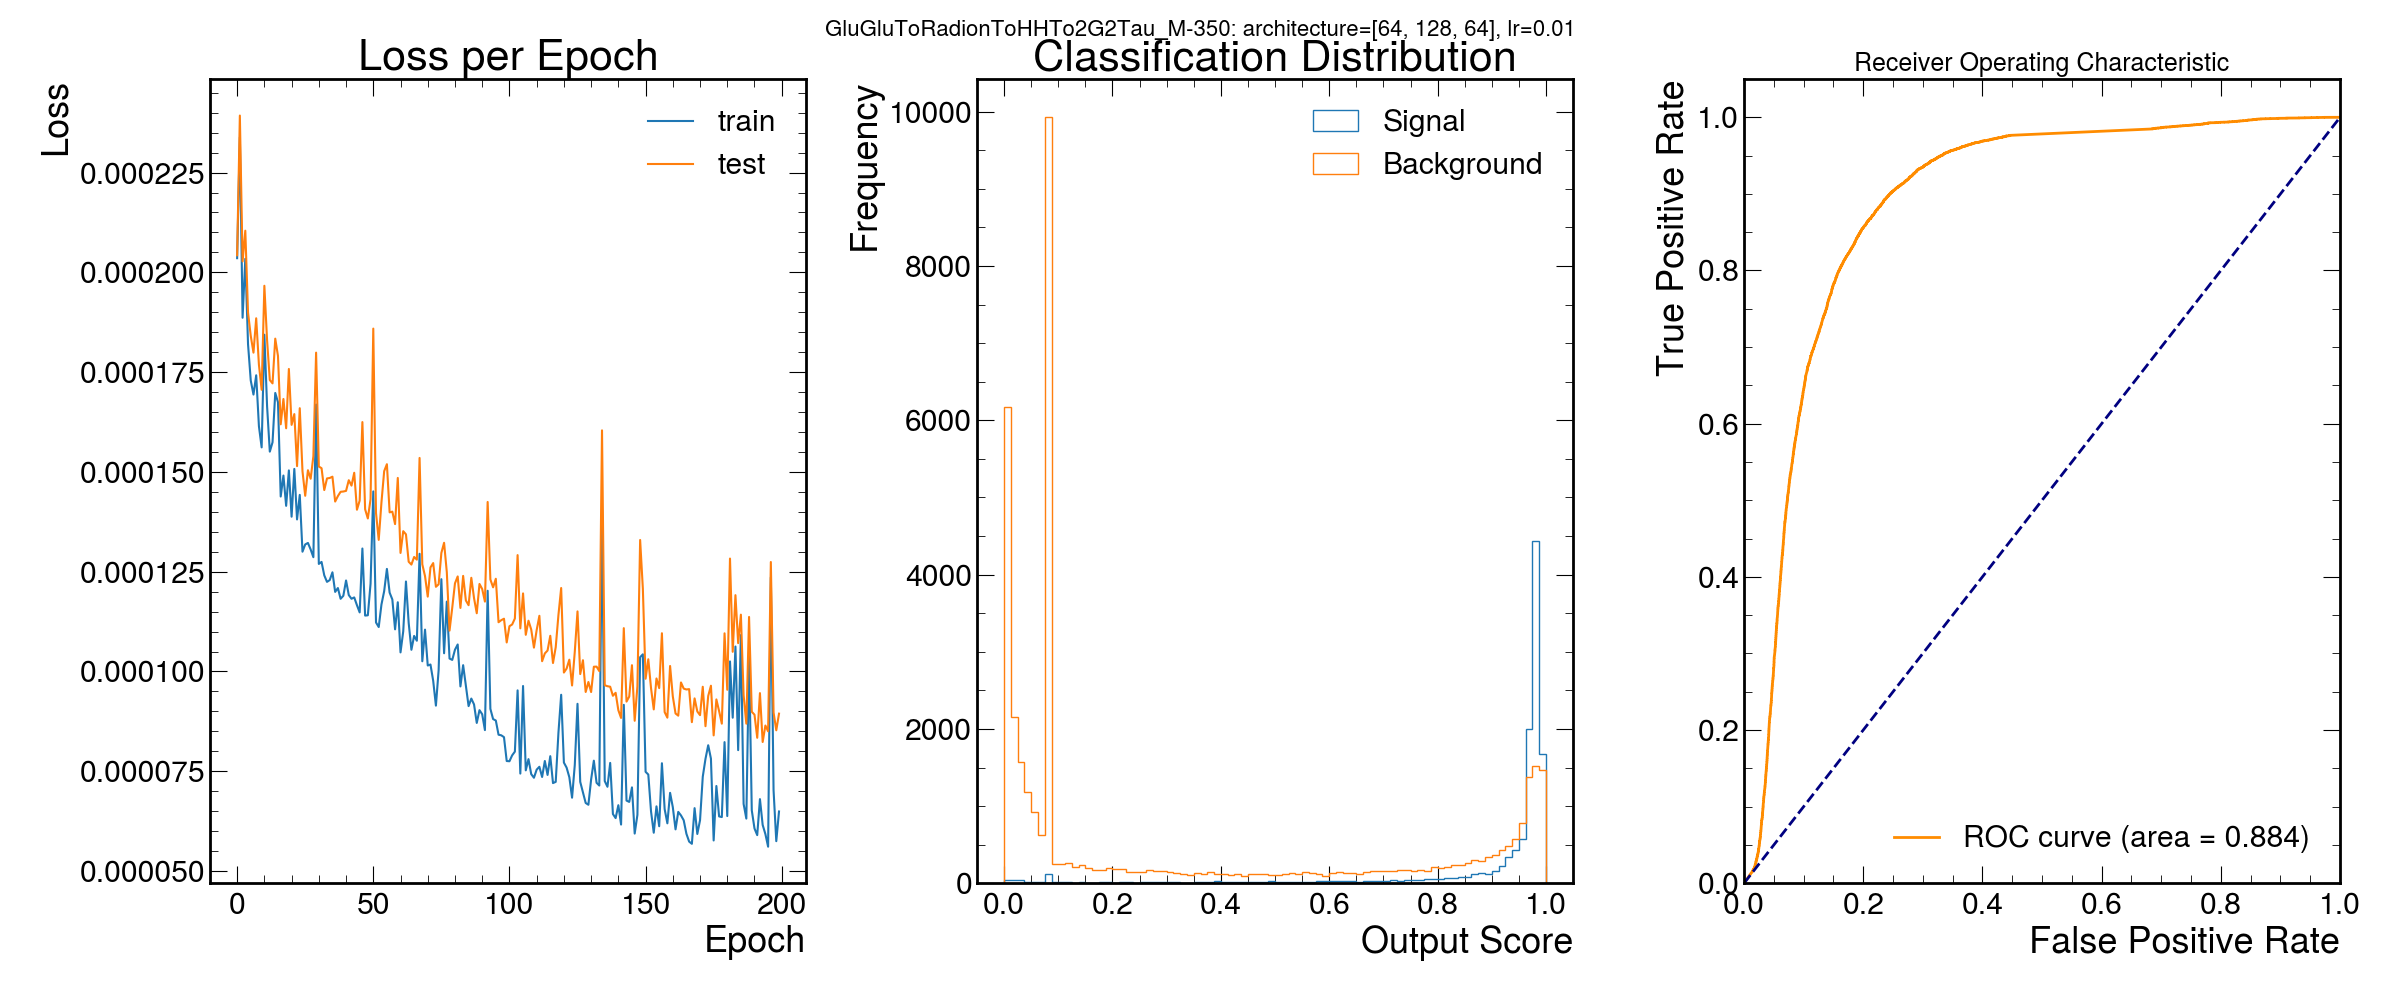 GluGluToRadionToHHTo2G2Tau_M-350: architecture=[64, 128, 64], lr=0.01
Loss per Epoch
Loss
train
test
0.000225
0.000200
0.000175
0.000150
0.000125
0.000100
0.000075
0.000050
0 50 100 150 200
Epoch
Classification Distribution
Frequency
Signal
Background
10000
8000
6000
4000
2000
0
0.0 0.2 0.4 0.6 0.8 1.0
Output Score
Receiver Operating Characteristic
True Positive Rate
1.0
0.8
0.6
0.4
0.2
0.0
ROC curve (area = 0.884)
0.0 0.2 0.4 0.6 0.8 1.0
False Positive Rate